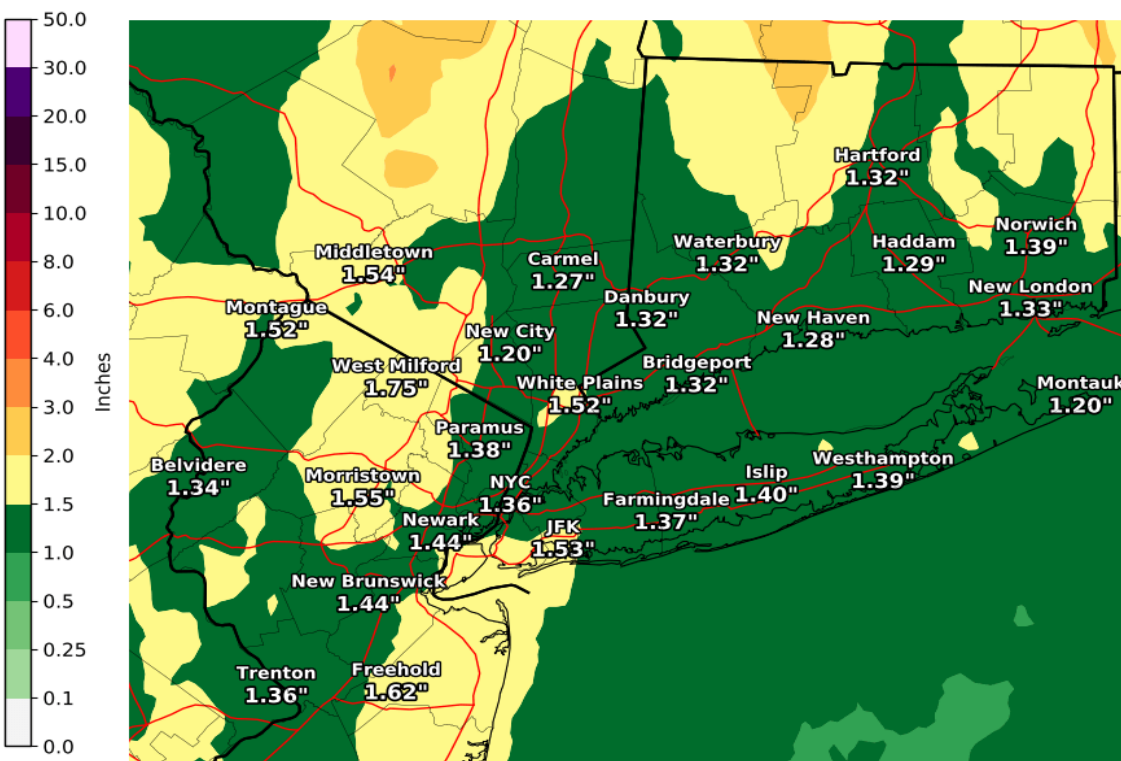 50.0
30.0
20.0
15.0
10.0
8.0
6.0
4.0
3.0
2.0
1.5
1.0
0.5
0.25
0.1
0.0
Inches
Hartford
1.32"
Norwich
1.39"
Middletown
1.54"
Waterbury
1.32"
Haddam
1.29"
Carmel
1.27"
New London
1.33"
Danbury
1.32"
Montague
1.52"
New Haven
1.28"
New City
1.20"
Bridgeport
1.32"
West Milford
1.75"
White Plains
1.52"
Montauk
1.20"
Paramus
1.38"
Westhampton
1.39"
Belvidere
1.34"
Islip
1.40"
Morristown
1.55"
NYC
1.36"
Farmingdale
1.37"
Newark
1.44"
JFK
1.53"
New Brunswick
1.44"
Freehold
1.62"
Trenton
1.36"